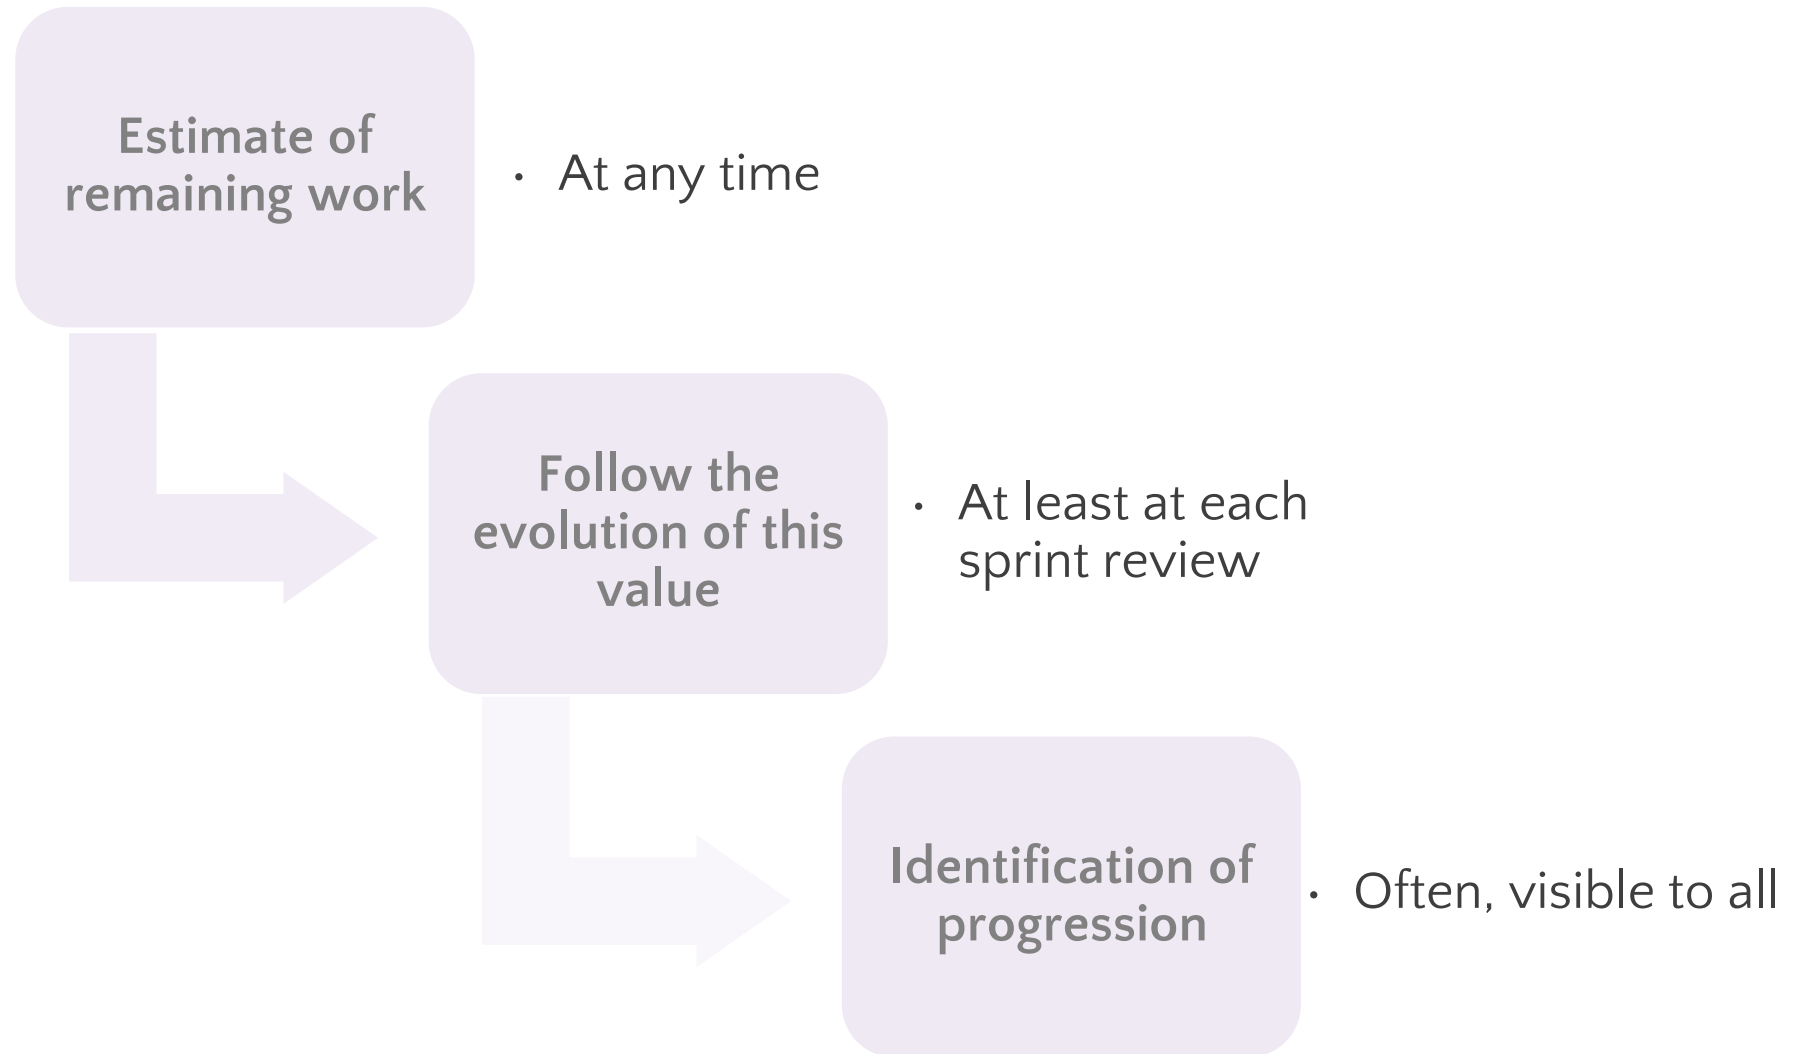 Estimate of
remaining work
• At any time
Follow the
evolution of this
value
• At least at each
sprint review
Identification of
progression
• Often, visible to all